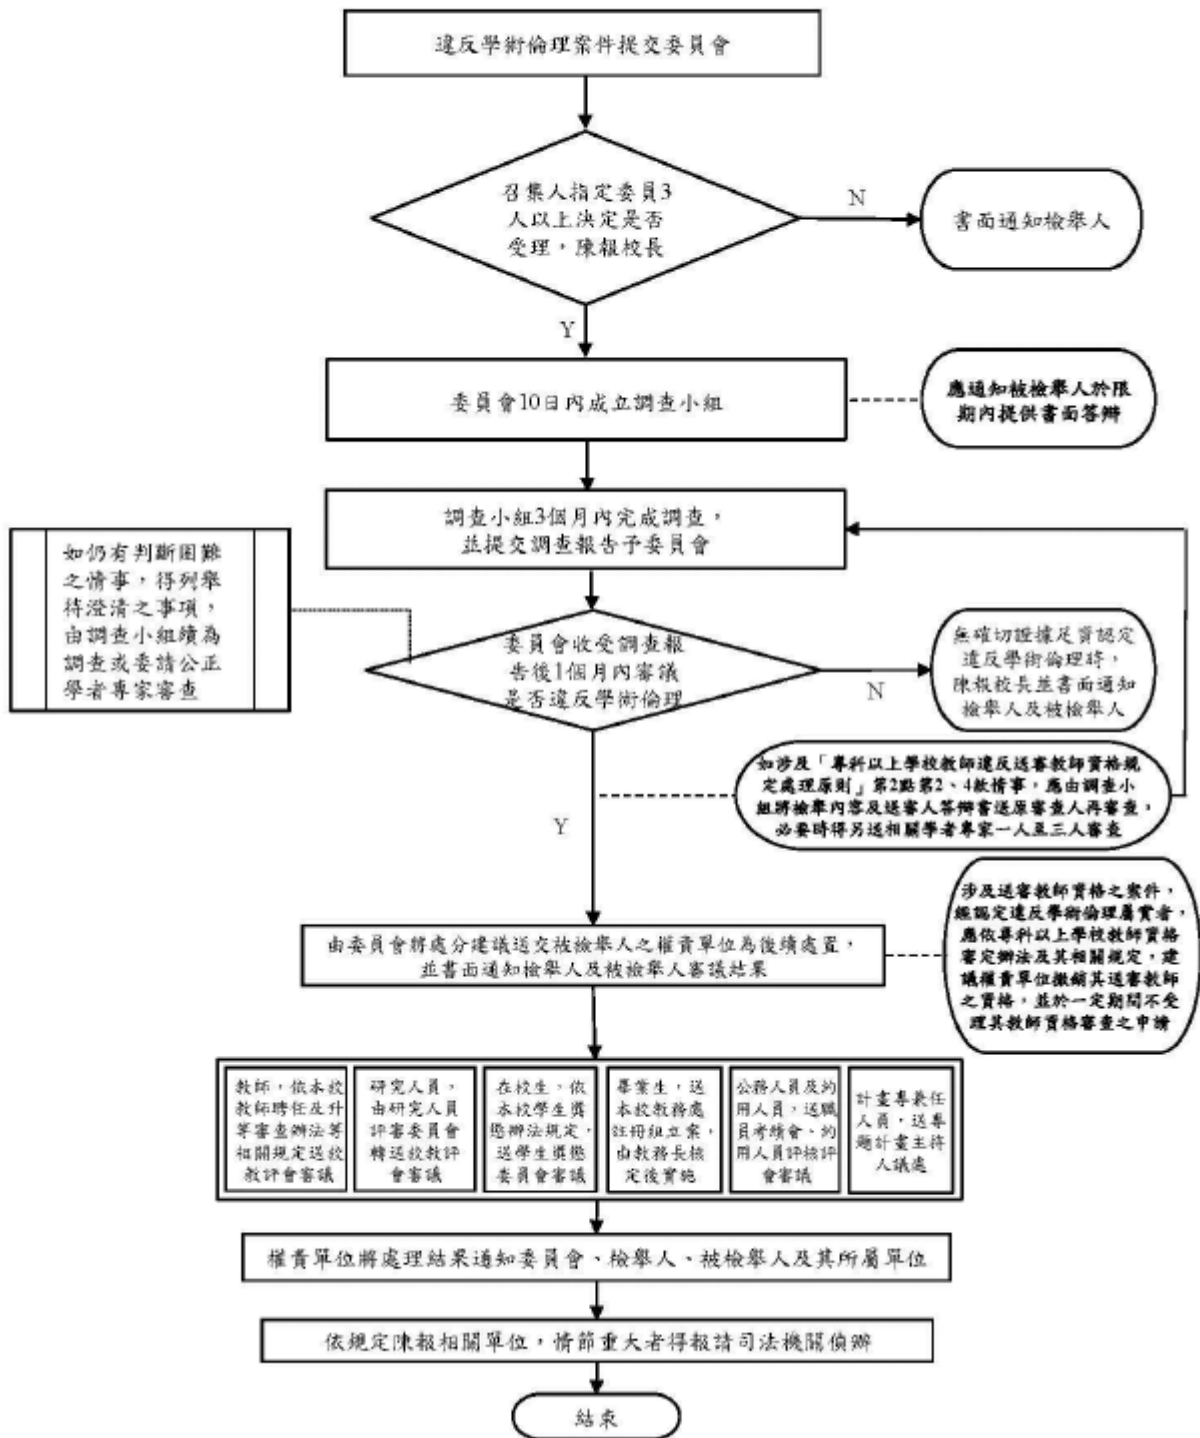 違反學術倫理案件提交委員會
召集人指定委員3
人以上決定是否
受理，陳報校長
N
書面通知檢舉人
Y
委員會10日內成立調查小組
應通知被檢舉人於限
期內提供書面答辯
調查小組3個月內完成調查，
並提交調查報告予委員會
如仍有判斷困難
之情事，得列舉
待澄清之事項，
由調查小組續為
調查或委請公正
學者專家審查
委員會收受調查報
告後1個月內審議
是否違反學術倫理
N
無確切證據足資認定
違反學術倫理時，
陳報校長並書面通知
檢舉人及被檢舉人
如涉及「專科以上學校教師違反送審教師資格規
定處理原則」第2點第2、4款情事，應由調查小
組將檢舉內容及送審人答辯書送原審查人再審查，
必要時得另送相關學者專家一人至三人審查
Y
涉及送審教師資格之案件，
經認定違反學術倫理屬實者，
應依專科以上學校教師資格
審定辦法及其相關規定，建
議權責單位撤銷其送審教師
之資格，並於一定期間不受
理其教師資格審查之申請
由委員會將處分建議送交被檢舉人之權責單位為後續處置，
並書面通知檢舉人及被檢舉人審議結果
教師，依本校
教師聘任及升
等審查辦法等
相關規定送校
教評會審議
研究人員，
由研究人員
評審委員會
轉送校教評
會審議
在校生，依
本校學生獎
懲辦法規定，
送學生獎懲
委員會審議
畢業生，送
本校教務處
註冊組立案，
由教務長核
定後實施
公務人員及約
用人員，送職
員考績會、約
用人員評核評
會審議
計畫專兼任
人員，送專
題計畫主持
人議處
權責單位將處理結果通知委員會、檢舉人、被檢舉人及其所屬單位
依規定陳報相關單位，情節重大者得報請司法機關偵辦
結束